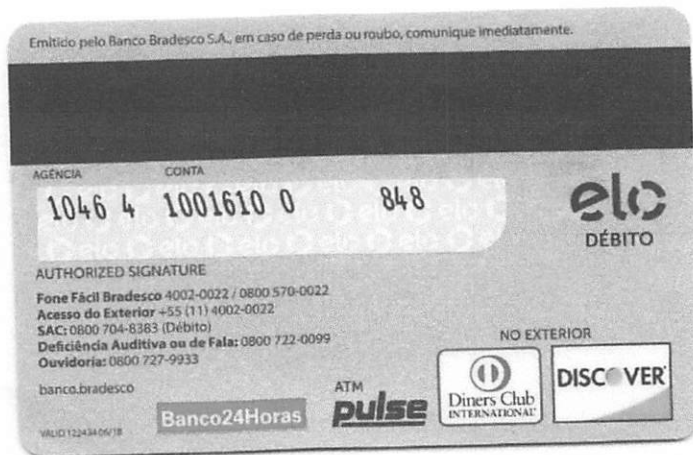 Emitido pelo Banco Bradesco S.A., em caso de perda ou roubo, comunique imediatamente.
AGÊNCIA CONTA
1046 4 1001610 0 848
elo
DÉBITO
AUTHORIZED SIGNATURE
Fone Fácil Bradesco 4002-0022 / 0800 570-0022
Acesso do Exterior +55 (11) 4002-0022
SAC: 0800 704-8383 (Débito)
Deficiência Auditiva ou de Fala: 0800 722-0099
Ouvidoria: 0800 727-9933
NO EXTERIOR
banco.bradesco
Banco24Horas
ATM
pulse
Diners Club
INTERNATIONAL
DISCOVER